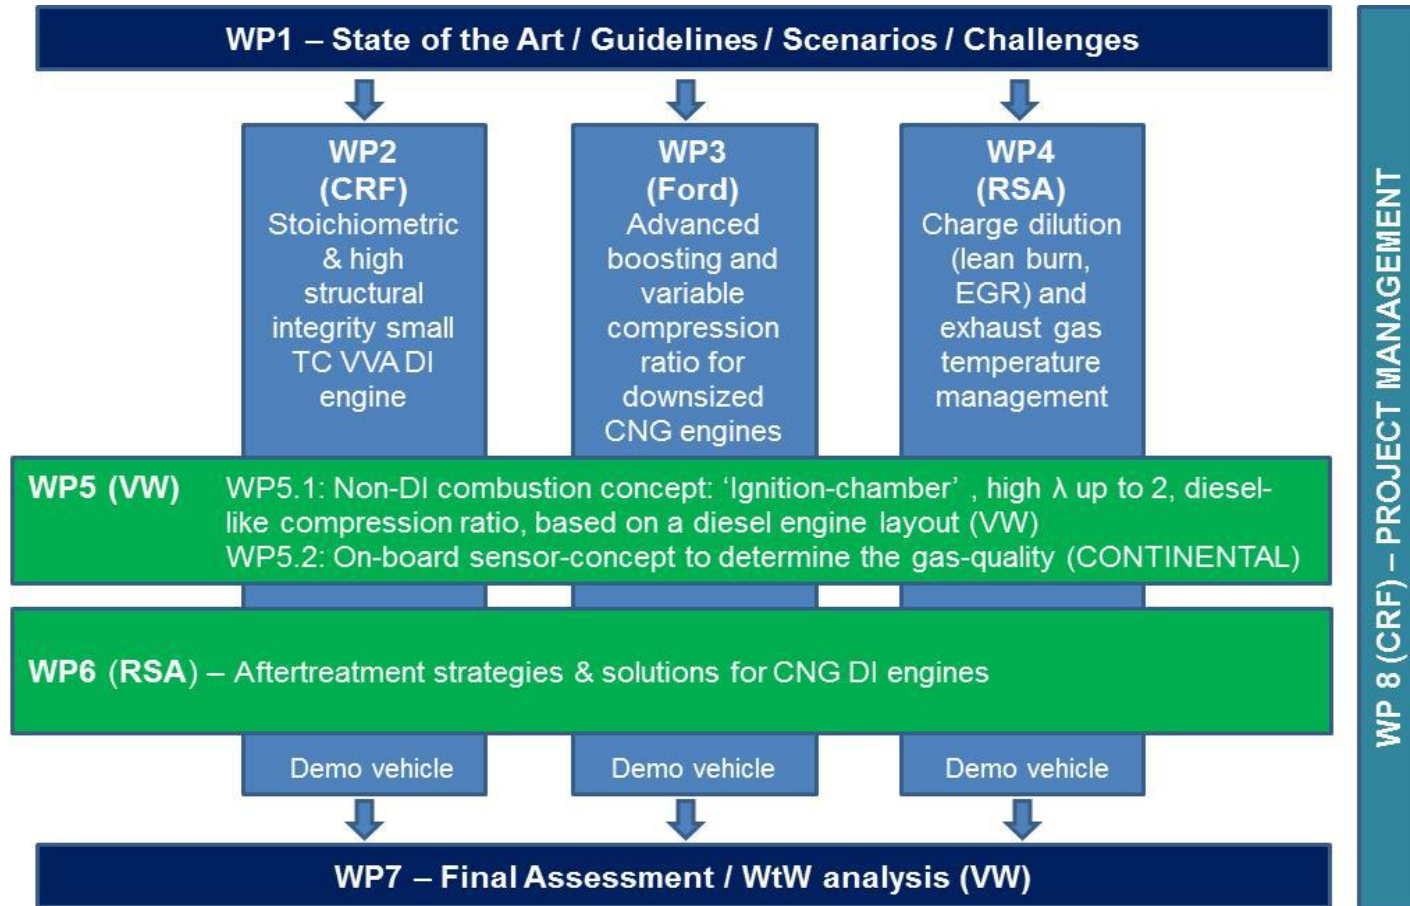 WP1 – State of the Art / Guidelines / Scenarios / Challenges
WP2
(CRF)
Stoichiometric
& high
structural
integrity small
TC VVA DI
engine
WP3
(Ford)
Advanced
boosting and
variable
compression
ratio for
downsized
CNG engines
WP4
(RSA)
Charge dilution
(lean burn,
EGR) and
exhaust gas
temperature
management
WP5 (VW)
WP5.1: Non-DI combustion concept: ‘Ignition-chamber’ , high λ up to 2, diesel-
like compression ratio, based on a diesel engine layout (VW)
WP5.2: On-board sensor-concept to determine the gas-quality (CONTINENTAL)
WP6 (RSA) – Aftertreatment strategies & solutions for CNG DI engines
Demo vehicle
Demo vehicle
Demo vehicle
WP7 – Final Assessment / WtW analysis (VW)
WP 8 (CRF) – PROJECT MANAGEMENT